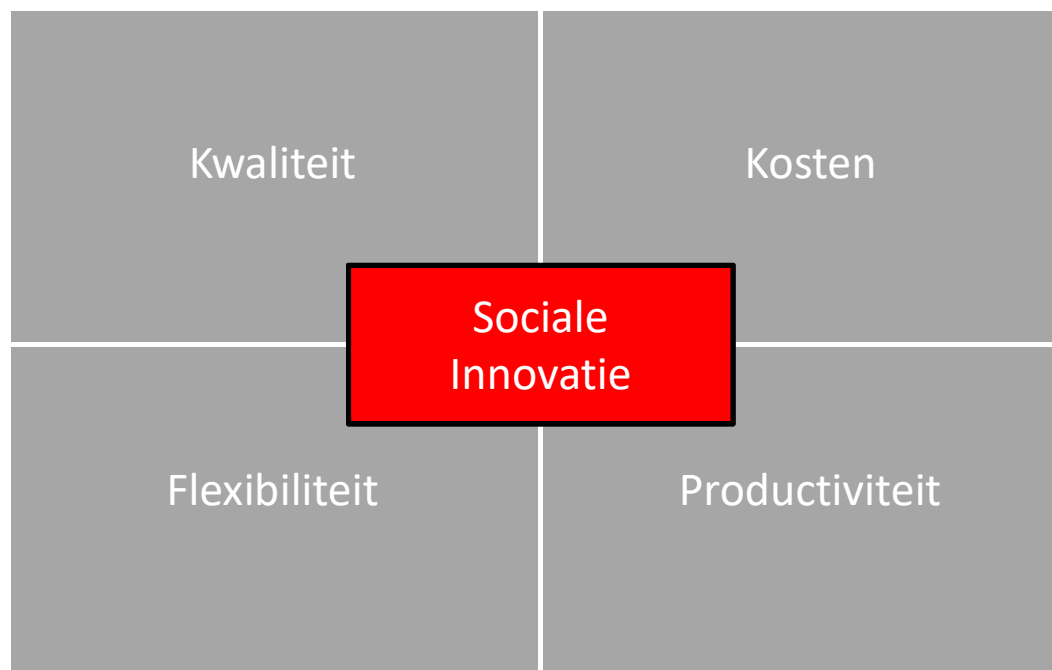 Kwaliteit
Kosten
Sociale
Innovatie
Flexibiliteit
Productiviteit